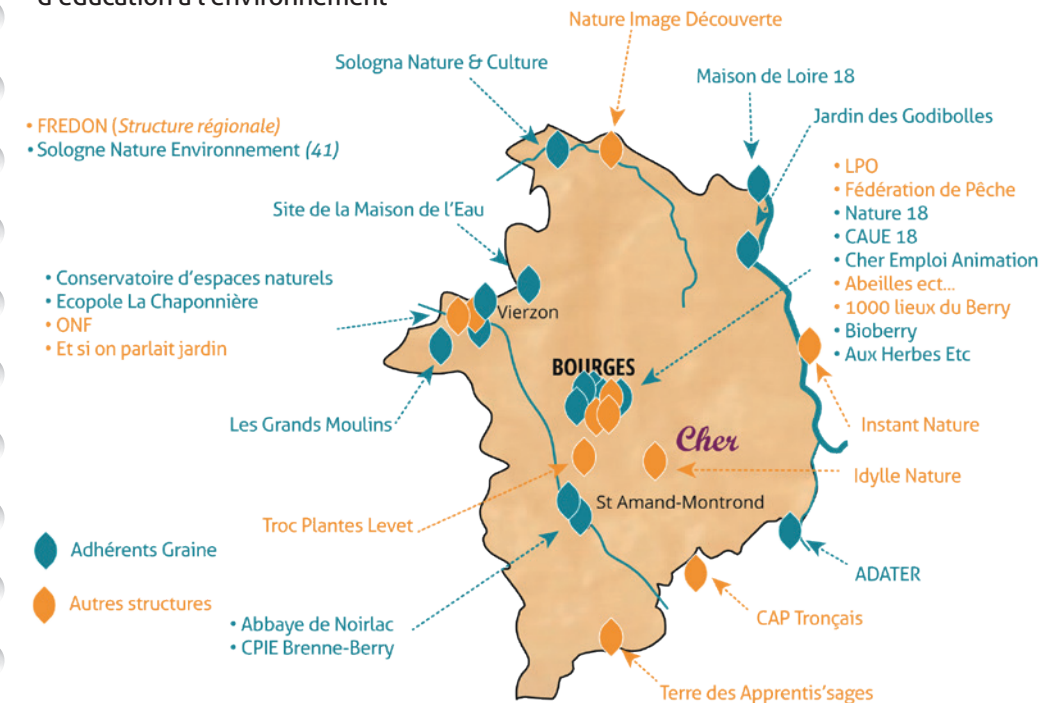 d'éducation à l'environnement
Nature Image Découverte
Sologna Nature & Culture
Maison de Loire 18
Jardin des Godibolles
• FREDON (Structure régionale)
• Sologne Nature Environnement (41)
• LPO
• Fédération de Pêche
• Nature 18
• CAUE 18
• Cher Emploi Animation
• Abeilles ect...
• 1000 lieux du Berry
• Bioberry
• Aux Herbes Etc
Site de la Maison de l'Eau
• Conservatoire d'espaces naturels
• Ecopole La Chaponnière
• ONF
• Et si on parlait jardin
Vierzon
BOURGES
Les Grands Moulins
Cher
Instant Nature
Idylle Nature
St Amand-Montrond
Troc Plantes Levet
Adhérents Graine
Autres structures
ADATER
CAP Tronçais
• Abbaye de Noirlac
• CPIE Brenne-Berry
Terre des Apprentis'sages